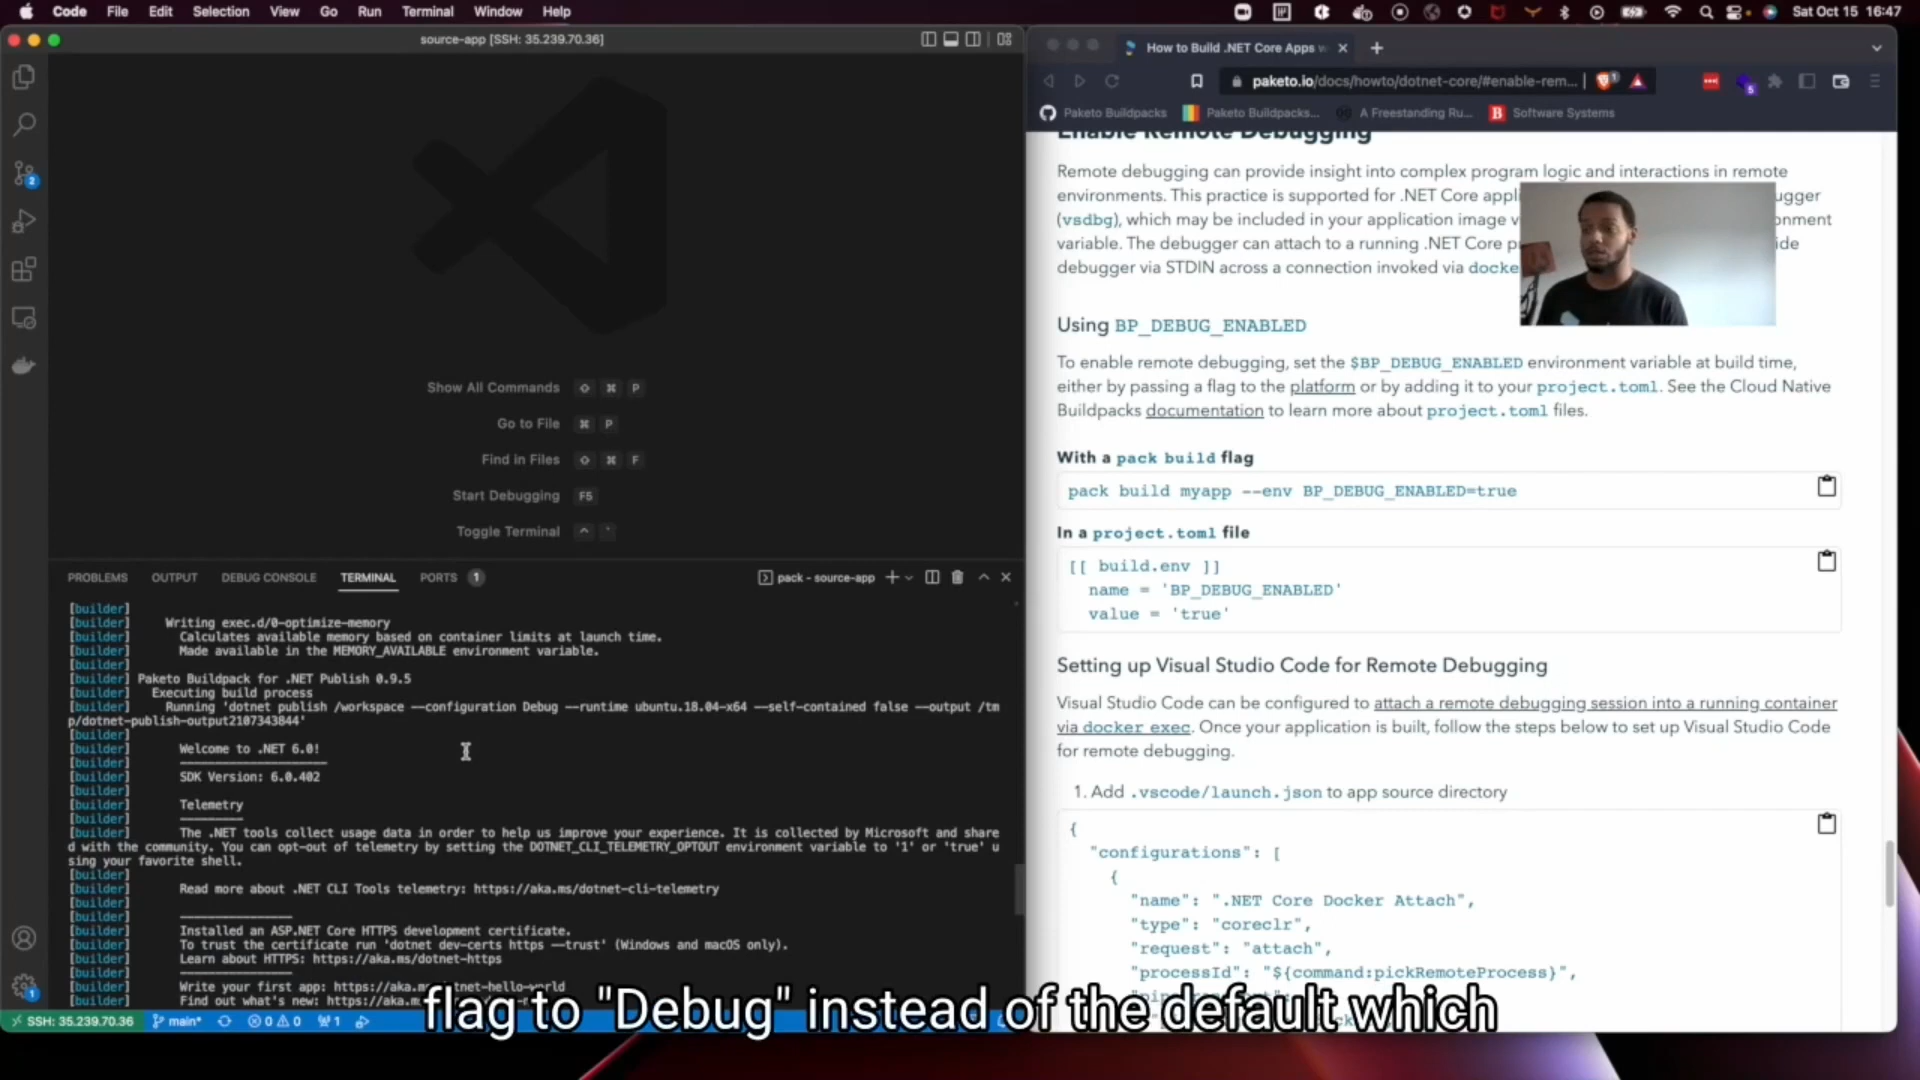 Code File Edit Selection View Go Run Terminal Window Help
Sat Oct 15 16:47
source-app [SSH: 35.239.70.36]
Show All Commands ⇧ ⌘ P
Go to File ⌘ P
Find in Files ⇧ ⌘ F
Start Debugging F5
Toggle Terminal ^ `
2
PROBLEMS OUTPUT DEBUG CONSOLE TERMINAL PORTS 1
pack - source-app
[builder]
[builder] Writing exec.d/0-optimize-memory
[builder] Calculates available memory based on container limits at launch time.
[builder] Made available in the MEMORY_AVAILABLE environment variable.
[builder]
[builder] Paketo Buildpack for .NET Publish 0.9.5
[builder] Executing build process
[builder] Running 'dotnet publish /workspace --configuration Debug --runtime ubuntu.18.04-x64 --self-contained false --output /tm
p/dotnet-publish-output2107343844'
[builder]
[builder] Welcome to .NET 6.0!
[builder] ---------------------
[builder] SDK Version: 6.0.402
[builder]
[builder] Telemetry
[builder] ---------
[builder] The .NET tools collect usage data in order to help us improve your experience. It is collected by Microsoft and share
d with the community. You can opt-out of telemetry by setting the DOTNET_CLI_TELEMETRY_OPTOUT environment variable to '1' or 'true' u
sing your favorite shell.
[builder]
[builder] Read more about .NET CLI Tools telemetry: https://aka.ms/dotnet-cli-telemetry
[builder]
[builder] ----------------
[builder] Installed an ASP.NET Core HTTPS development certificate.
[builder] To trust the certificate run 'dotnet dev-certs https --trust' (Windows and macOS only).
[builder] Learn about HTTPS: https://aka.ms/dotnet-https
[builder] ----------------
[builder] Write your first app: https://aka.ms/dotnet-hello-world
[builder] Find out what's new: https://aka.m
1
SSH: 35.239.70.36 main* 0 0 1
How to Build .NET Core Apps w
paketo.io/docs/howto/dotnet-core/#enable-rem...
1
5
Paketo Buildpacks Paketo Buildpacks... A Freestanding Ru... Software Systems
Enable Remote Debugging
Remote debugging can provide insight into complex program logic and interactions in remote
environments. This practice is supported for .NET Core appli ugger
(vsdbg), which may be included in your application image v onment
variable. The debugger can attach to a running .NET Core p ide
debugger via STDIN across a connection invoked via docke
Using BP_DEBUG_ENABLED
To enable remote debugging, set the $BP_DEBUG_ENABLED environment variable at build time,
either by passing a flag to the platform or by adding it to your project.toml. See the Cloud Native
Buildpacks documentation to learn more about project.toml files.
With a pack build flag
pack build myapp --env BP_DEBUG_ENABLED=true
In a project.toml file
[[ build.env ]]
name = 'BP_DEBUG_ENABLED'
value = 'true'
Setting up Visual Studio Code for Remote Debugging
Visual Studio Code can be configured to attach a remote debugging session into a running container
via docker exec. Once your application is built, follow the steps below to set up Visual Studio Code
for remote debugging.
1. Add .vscode/launch.json to app source directory
{
"configurations": [
{
"name": ".NET Core Docker Attach",
"type": "coreclr",
"request": "attach",
"processId": "${command:pickRemoteProcess}",
flag to "Debug" instead of the default which